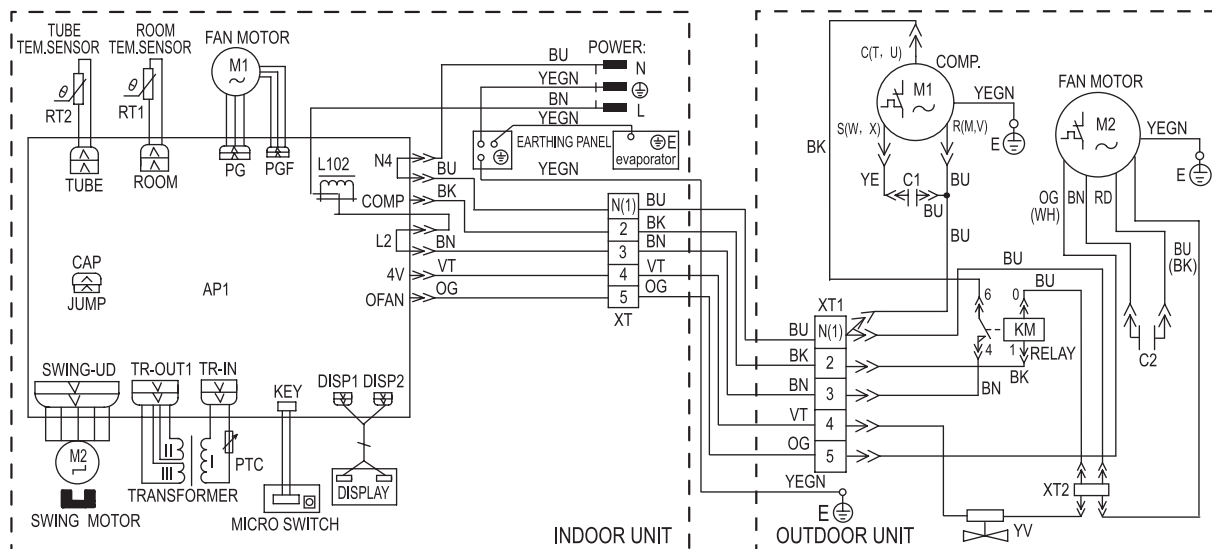 TUBE
TEM.SENSOR
ROOM
TEM.SENSOR
FAN MOTOR
M1
RT2
RT1
θ
θ
TUBE
ROOM
PG
PGF
L102
N4
COMP
L2
4V
OFAN
CAP
JUMP
AP1
SWING-UD
TR-OUT1
TR-IN
KEY
DISP1
DISP2
M2
II
III
I
PTC
TRANSFORMER
SWING MOTOR
MICRO SWITCH
DISPLAY
BU
YEGN
BN
YEGN
POWER:
N
L
EARTHING PANEL
E
evaporator
YEGN
BU
BK
BN
VT
OG
N(1)
2
3
4
5
XT
BU
BK
BN
VT
OG
INDOOR UNIT
BK
C(T, U)
COMP.
M1
S(W, X)
R(M,V)
YEGN
E
YE
C1
BU
BU
BU
FAN MOTOR
M2
YEGN
E
OG
(WH)
BN
RD
BU
(BK)
C2
BU
BU
6
0
KM
4
1
RELAY
BN
BK
XT1
N(1)
2
3
4
5
BU
BK
BN
VT
OG
YEGN
E
XT2
YV
OUTDOOR UNIT